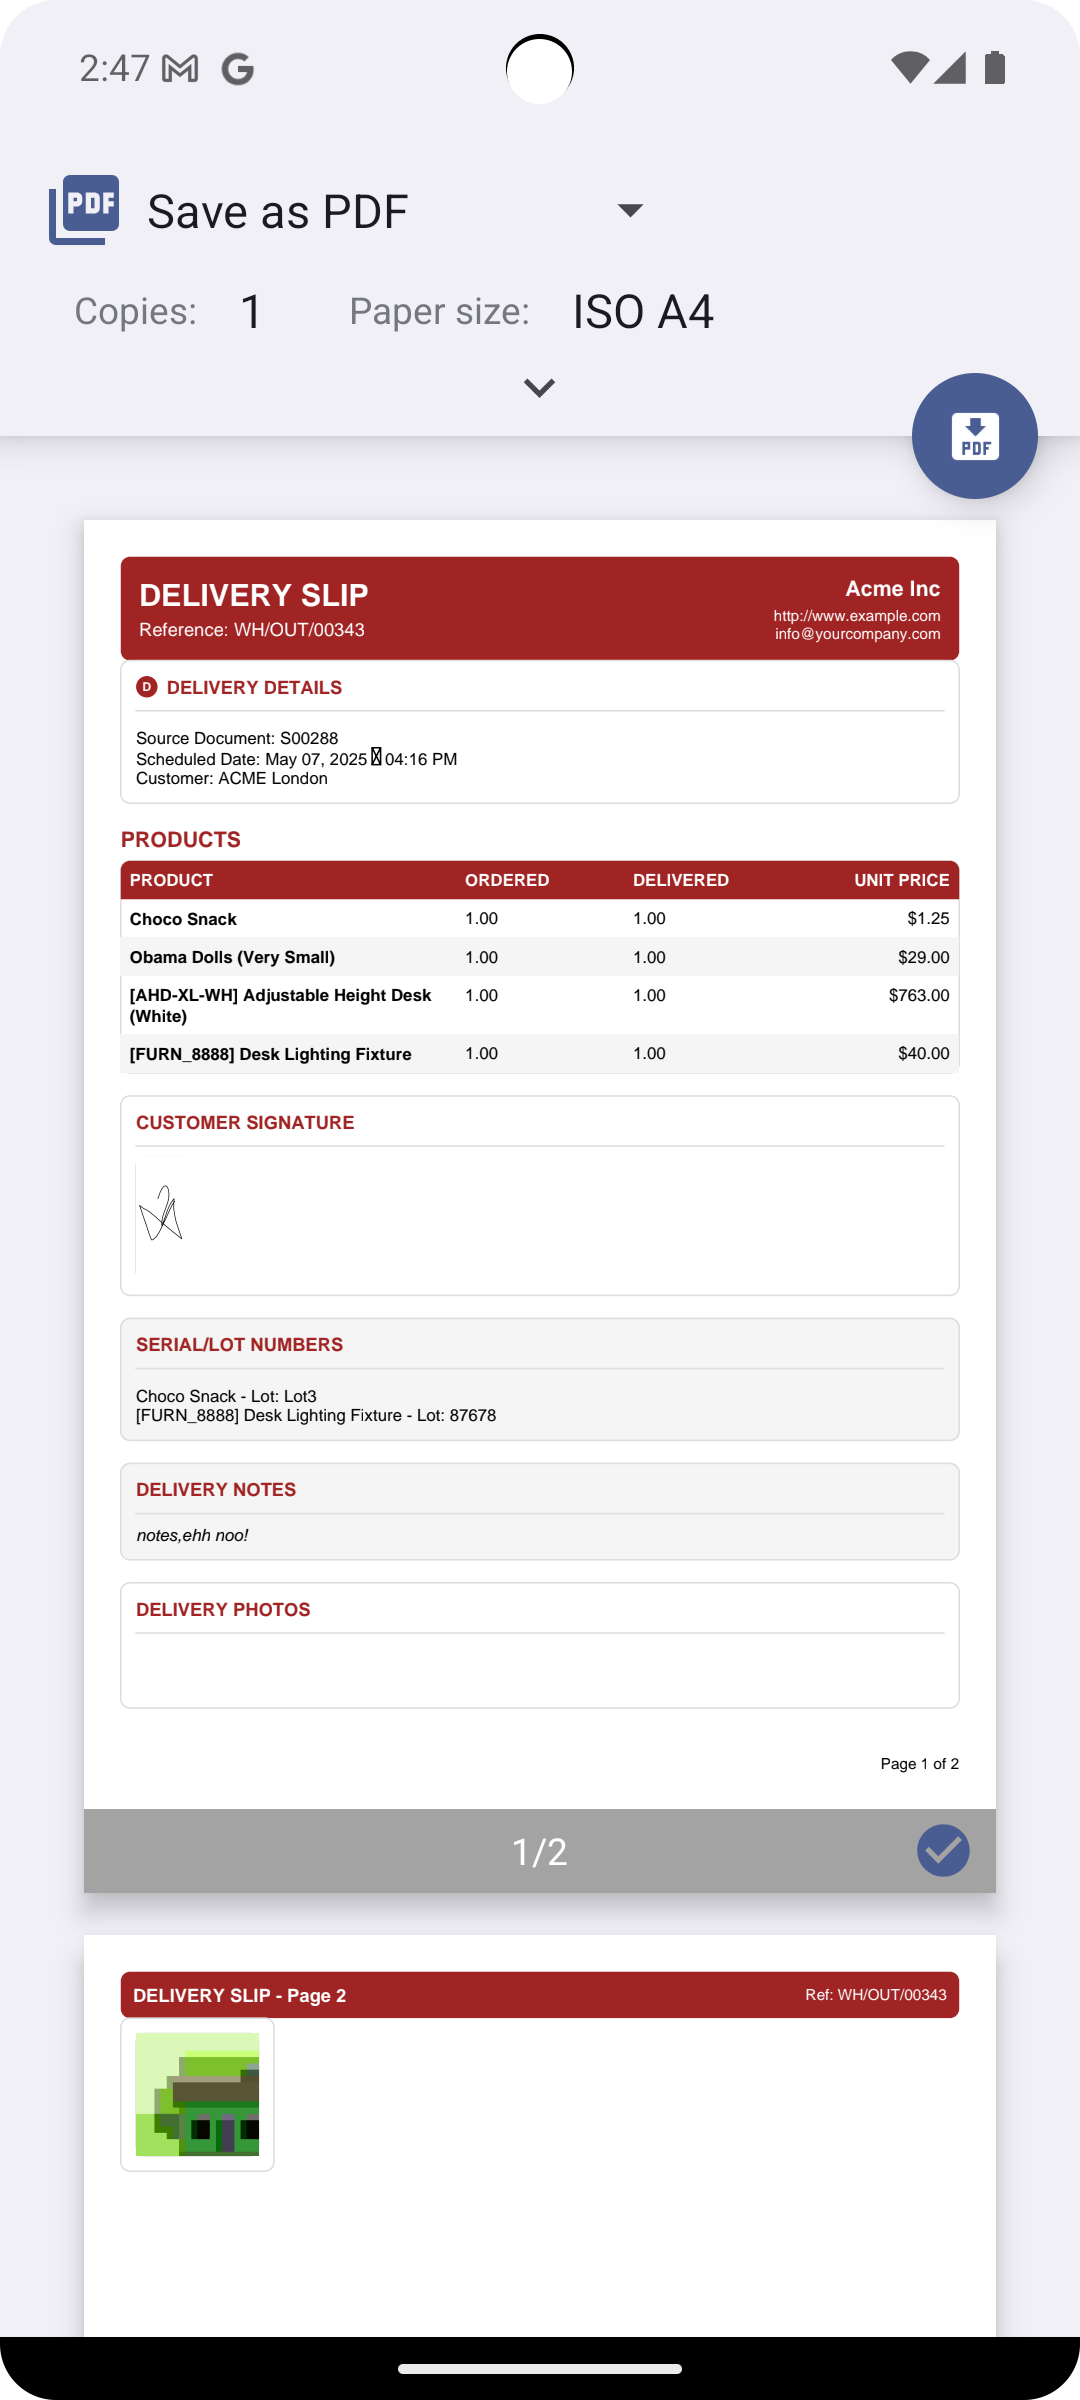 2:47
PDF
Save as PDF
Copies: 1 Paper size: ISO A4
PDF
DELIVERY SLIP
Reference: WH/OUT/00343
Acme Inc
http://www.example.com
info@yourcompany.com
D DELIVERY DETAILS
Source Document: S00288
Scheduled Date: May 07, 2025 04:16 PM
Customer: ACME London
PRODUCTS
PRODUCT ORDERED DELIVERED UNIT PRICE
Choco Snack 1.00 1.00 $1.25
Obama Dolls (Very Small) 1.00 1.00 $29.00
[AHD-XL-WH] Adjustable Height Desk 1.00 1.00 $763.00
(White)
[FURN_8888] Desk Lighting Fixture 1.00 1.00 $40.00
CUSTOMER SIGNATURE
SERIAL/LOT NUMBERS
Choco Snack - Lot: Lot3
[FURN_8888] Desk Lighting Fixture - Lot: 87678
DELIVERY NOTES
notes,ehh noo!
DELIVERY PHOTOS
Page 1 of 2
1/2
DELIVERY SLIP - Page 2 Ref: WH/OUT/00343